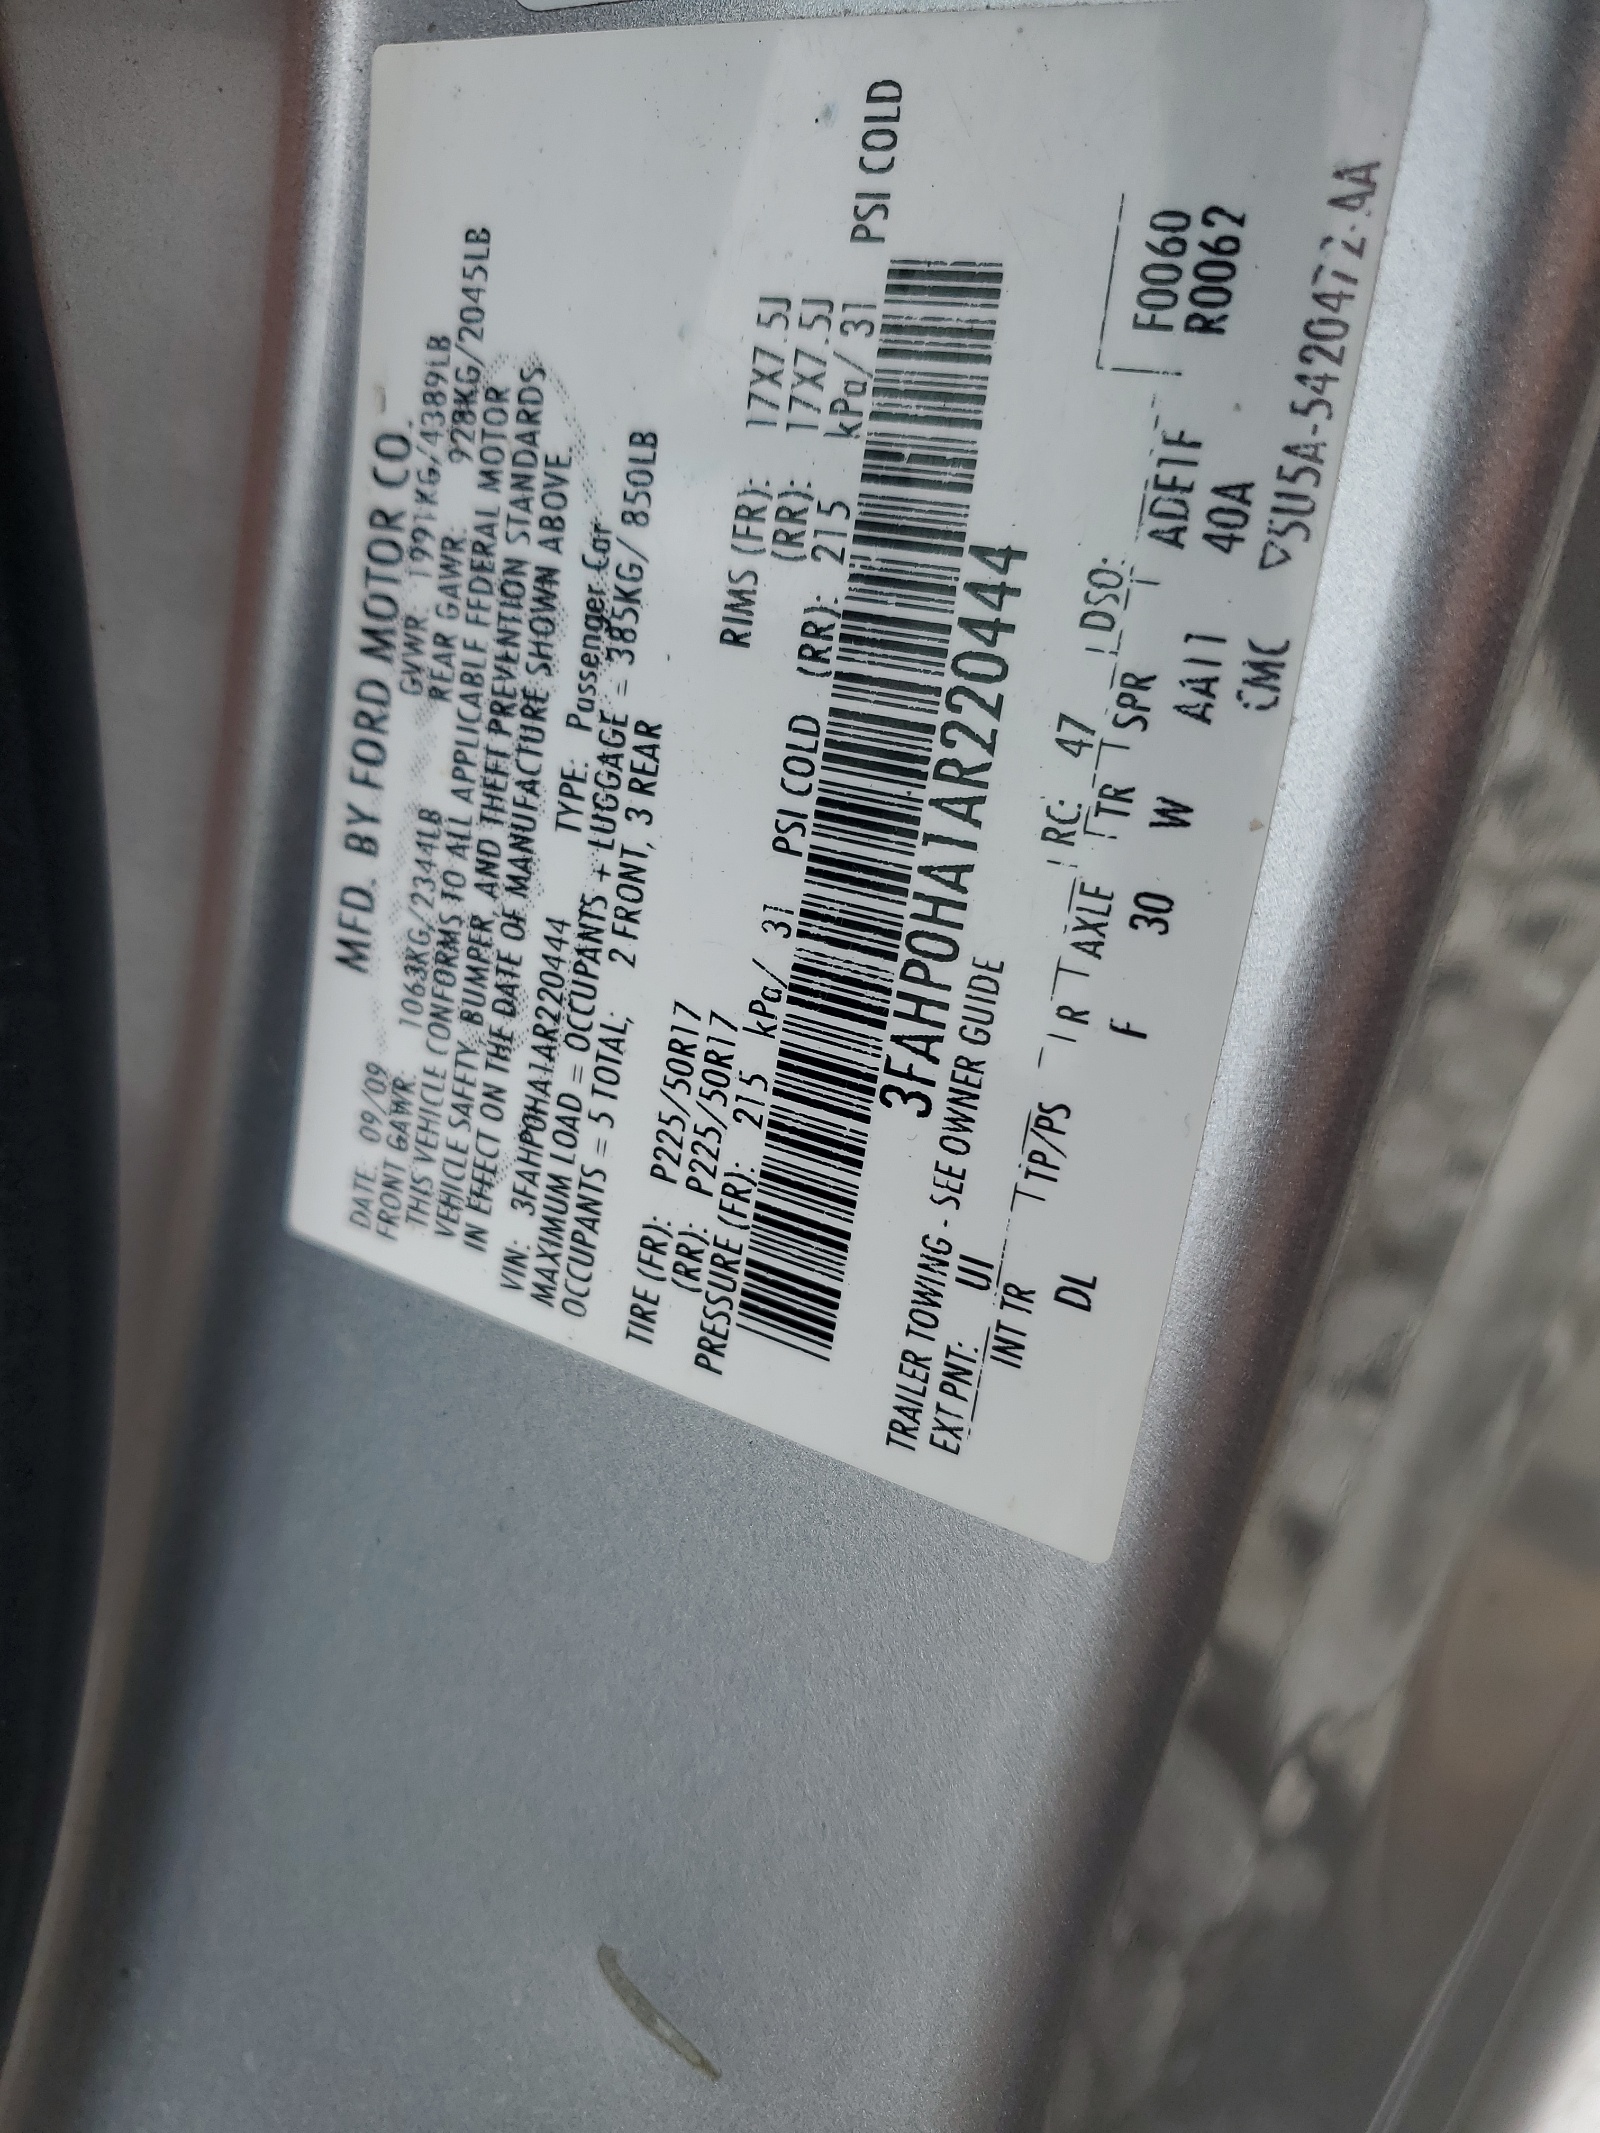 MFD. BY FORD MOTOR CO.
DATE: 09/09 GVWR: 1991KG/4389LB
FRONT GAWR: 1063KG/2344LB REAR GAWR: 928KG/2045LB
THIS VEHICLE CONFORMS TO ALL APPLICABLE FEDERAL MOTOR
VEHICLE SAFETY, BUMPER, AND THEFT PREVENTION STANDARDS
IN EFFECT ON THE DATE OF MANUFACTURE SHOWN ABOVE.
VIN: 3FAHP0HA1AR220444 TYPE: Passenger Car
MAXIMUM LOAD = OCCUPANTS + LUGGAGE = 385KG/ 850LB
OCCUPANTS = 5 TOTAL; 2 FRONT, 3 REAR
TIRE (FR): P225/50R17 RIMS (FR): 17X7.5J
(RR): P225/50R17 (RR): 17X7.5J
PRESSURE (FR): 215 kPa/ 31 PSI COLD (RR): 215 kPa/ 31 PSI COLD
3FAHP0HA1AR220444
TRAILER TOWING - SEE OWNER GUIDE
EXT PNT: UI RC: 47 DSO:
INT TR TP/PS R AXLE TR SPR
DL F F 30 W AA11 ADE1F F0060
40A R0062
CMC ▽5U5A-5420472-AA